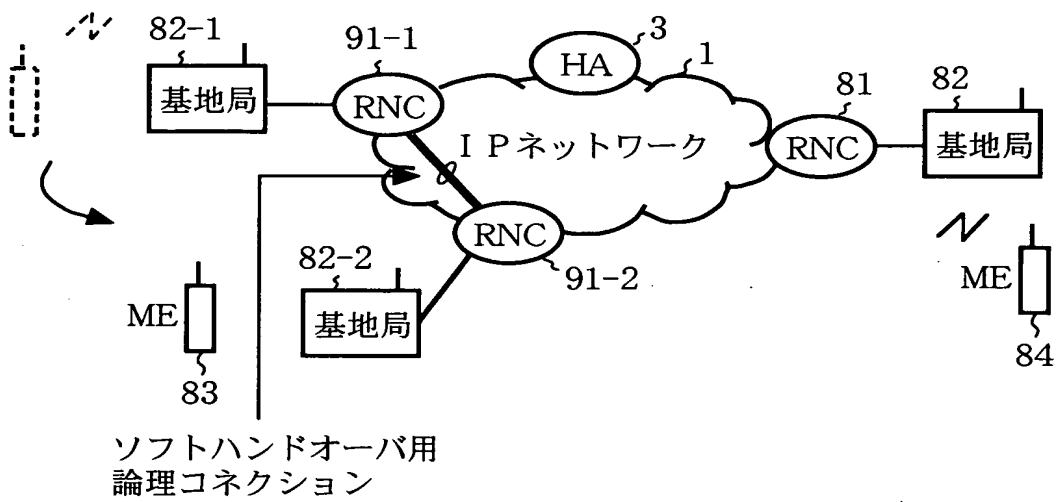 82-1
基地局
91-1
RNC
HA
3
1
IPネットワーク
81
RNC
82
基地局
RNC
91-2
82-2
基地局
ME
83
ME
84
ソフトハンドオーバ用
論理コネクション